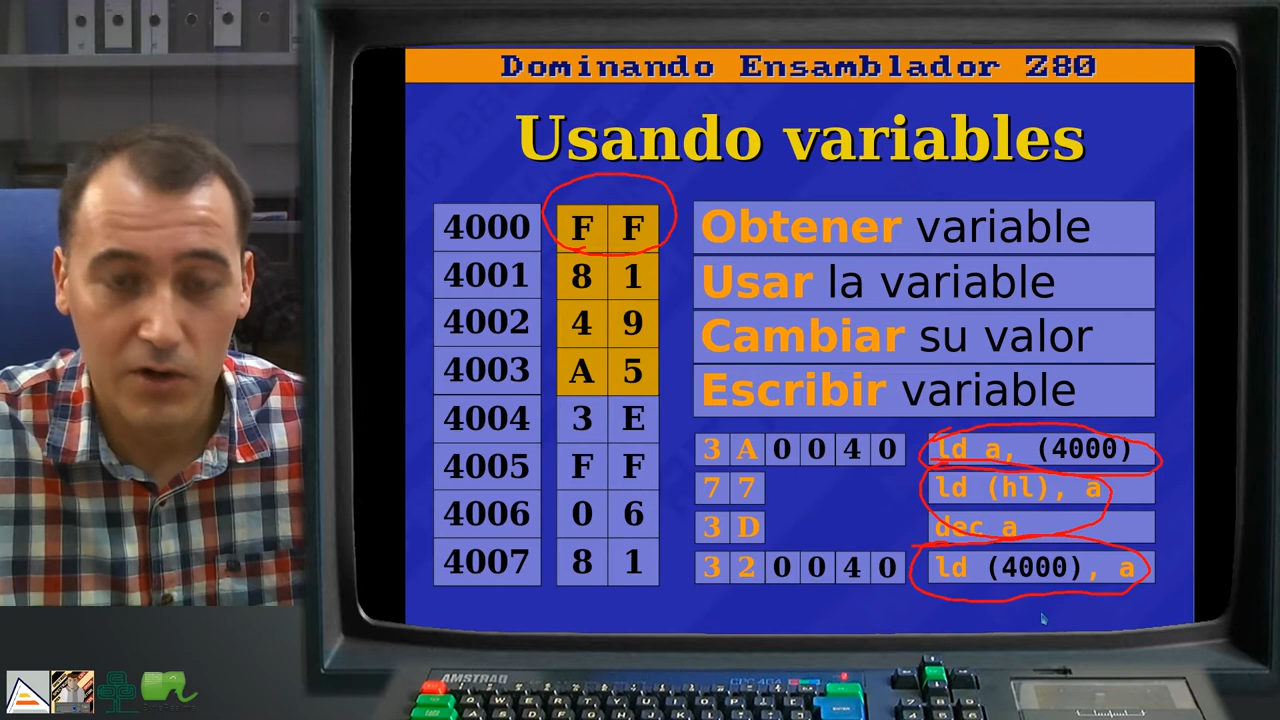 Dominando Ensamblador Z80
Usando variables
4000 F F
4001 8 1
4002 4 9
4003 A 5
4004 3 E
4005 F F
4006 0 6
4007 8 1
Obtener variable
Usar la variable
Cambiar su valor
Escribir variable
3 A 0 0 4 0 ld a, (4000)
7 7 ld (hl), a
3 D dec a
3 2 0 0 4 0 ld (4000), a
AMSTRAD